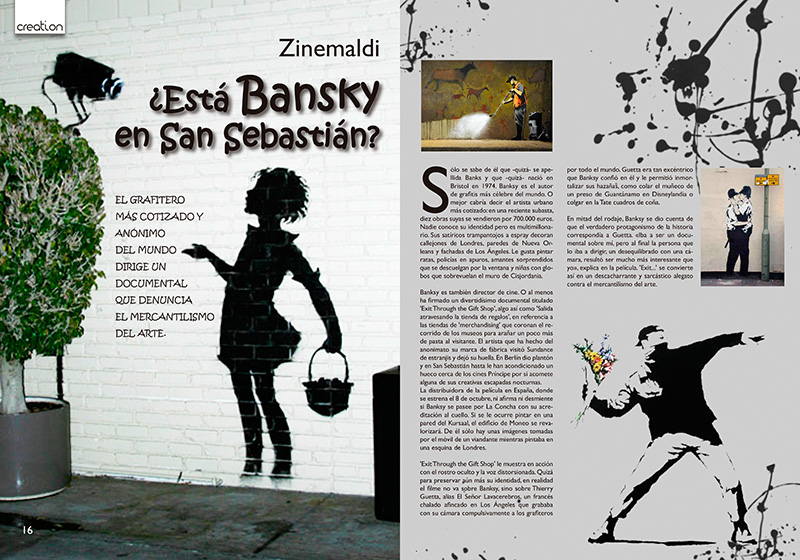 creation
Zinemaldi
¿Está Bansky
en San Sebastián?
EL GRAFITERO
MÁS COTIZADO Y
ANÓNIMO
DEL MUNDO
DIRIGE UN
DOCUMENTAL
QUE DENUNCIA
EL MERCANTILISMO
DEL ARTE.
16
Sólo se sabe de él que -quizá- se ape-
llida Banks y que -quizá- nació en
Bristol en 1974. Banksy es el autor
de grafitis más célebre del mundo. O
mejor cabría decir el artista urbano
más cotizado: en una reciente subasta,
diez obras suyas se vendieron por 700.000 euros.
Nadie conoce su identidad pero es multimillona-
rio. Sus satíricos trampantojos a espray decoran
callejones de Londres, paredes de Nueva Or-
leans y fachadas de Los Ángeles. Le gusta pintar
ratas, policías en apuros, amantes sorprendidos
que se descuelgan por la ventana y niñas con glo-
bos que sobrevuelan el muro de Cisjordania.
Banksy es también director de cine. O al menos
ha firmado un divertidísimo documental titulado
'Exit Through the Gift Shop', algo así como 'Salida
atravesando la tienda de regalos', en referencia a
las tiendas de 'merchandising' que coronan el re-
corrido de los museos para arañar un poco más
de pasta al visitante. El artista que ha hecho del
anonimato su marca de fábrica visitó Sundance
de estranjis y dejó su huella. En Berlín dio plantón
y en San Sebastián hasta le han acondicionado un
hueco cerca de los cines Príncipe por si acomete
alguna de sus creativas escapadas nocturnas.
La distribuidora de la película en España, donde
se estrena el 8 de octubre, ni afirma ni desmiente
si Banksy se pasee por La Concha con su acre-
ditación al cuello. Si se le ocurre pintar en una
pared del Kursaal, el edificio de Moneo se reva-
lorizará. De él sólo hay unas imágenes tomadas
por el móvil de un viandante mientras pintaba en
una esquina de Londres.
'Exit Through the Gift Shop' le muestra en acción
con el rostro oculto y la voz distorsionada. Quizá
para preservar aún más su identidad, en realidad
el filme no va sobre Banksy, sino sobre Thierry
Guetta, alias El Señor Lavacerebros, un francés
chalado afincado en Los Ángeles que grababa
con su cámara compulsivamente a los grafiteros
por todo el mundo. Guetta era tan excéntrico
que Banksy confió en él y le permitió inmor-
talizar sus hazañas, como colar el muñeco de
un preso de Guantánamo en Disneylandia o
colgar en la Tate cuadros de coña.
En mitad del rodaje, Banksy se dio cuenta de
que el verdadero protagonismo de la historia
correspondía a Guetta. «Iba a ser un docu-
mental sobre mí, pero al final la persona que
lo iba a dirigir, un desequilibrado con una cá-
mara, resultó ser mucho más interesante que
yo», explica en la película. 'Exit...' se convierte
así en un descacharrante y sarcástico alegato
contra el mercantilismo del arte.